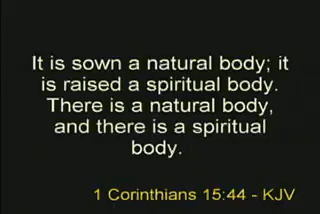 It is sown a natural body; it
is raised a spiritual body.
There is a natural body,
and there is a spiritual
body.
1 Corinthians 15:44 - KJV